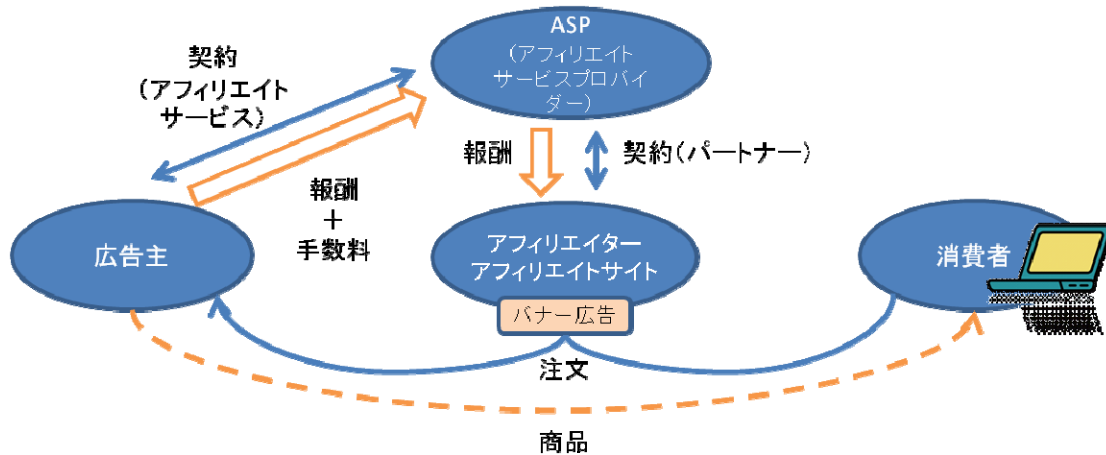 ASP
(アフィリエイト
サービスプロバイ
ダー)
契約
(アフィリエイト
サービス)
報酬
契約(パートナー)
報酬
+
手数料
広告主
アフィリエイター
アフィリエイトサイト
バナー広告
消費者
注文
商品